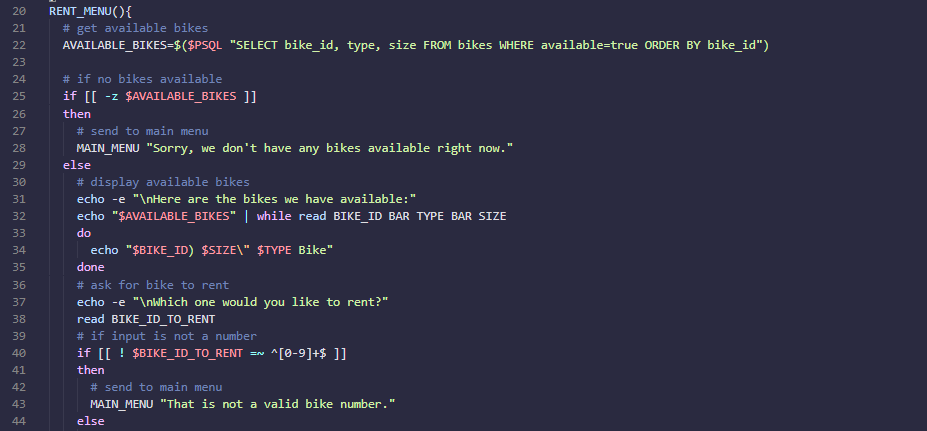 20 RENT_MENU(){
21 # get available bikes
22 AVAILABLE_BIKES=$($PSQL "SELECT bike_id, type, size FROM bikes WHERE available=true ORDER BY bike_id")
23
24 # if no bikes available
25 if [[ -z $AVAILABLE_BIKES ]]
26 then
27 # send to main menu
28 MAIN_MENU "Sorry, we don't have any bikes available right now."
29 else
30 # display available bikes
31 echo -e "\nHere are the bikes we have available:"
32 echo "$AVAILABLE_BIKES" | while read BIKE_ID BAR TYPE BAR SIZE
33 do
34 echo "$BIKE_ID) $SIZE\" $TYPE Bike"
35 done
36 # ask for bike to rent
37 echo -e "\nWhich one would you like to rent?"
38 read BIKE_ID_TO_RENT
39 # if input is not a number
40 if [[ ! $BIKE_ID_TO_RENT =~ ^[0-9]+$ ]]
41 then
42 # send to main menu
43 MAIN_MENU "That is not a valid bike number."
44 else